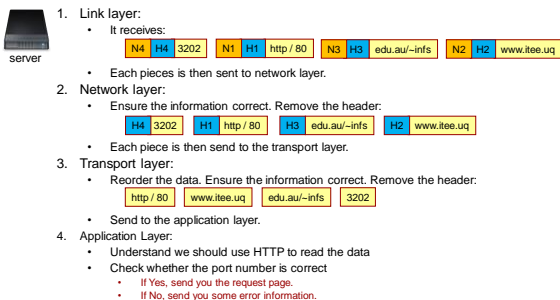 server
1. Link layer:
• It receives:
N4 H4 3202 N1 H1 http / 80 N3 H3 edu.au/~infs N2 H2 www.itee.uq
• Each pieces is then sent to network layer.
2. Network layer:
• Ensure the information correct. Remove the header:
H4 3202 H1 http / 80 H3 edu.au/~infs H2 www.itee.uq
• Each piece is then send to the transport layer.
3. Transport layer:
• Reorder the data. Ensure the information correct. Remove the header:
http / 80 www.itee.uq edu.au/~infs 3202
• Send to the application layer.
4. Application Layer:
• Understand we should use HTTP to read the data
• Check whether the port number is correct
• If Yes, send you the request page.
• If No, send you some error information.